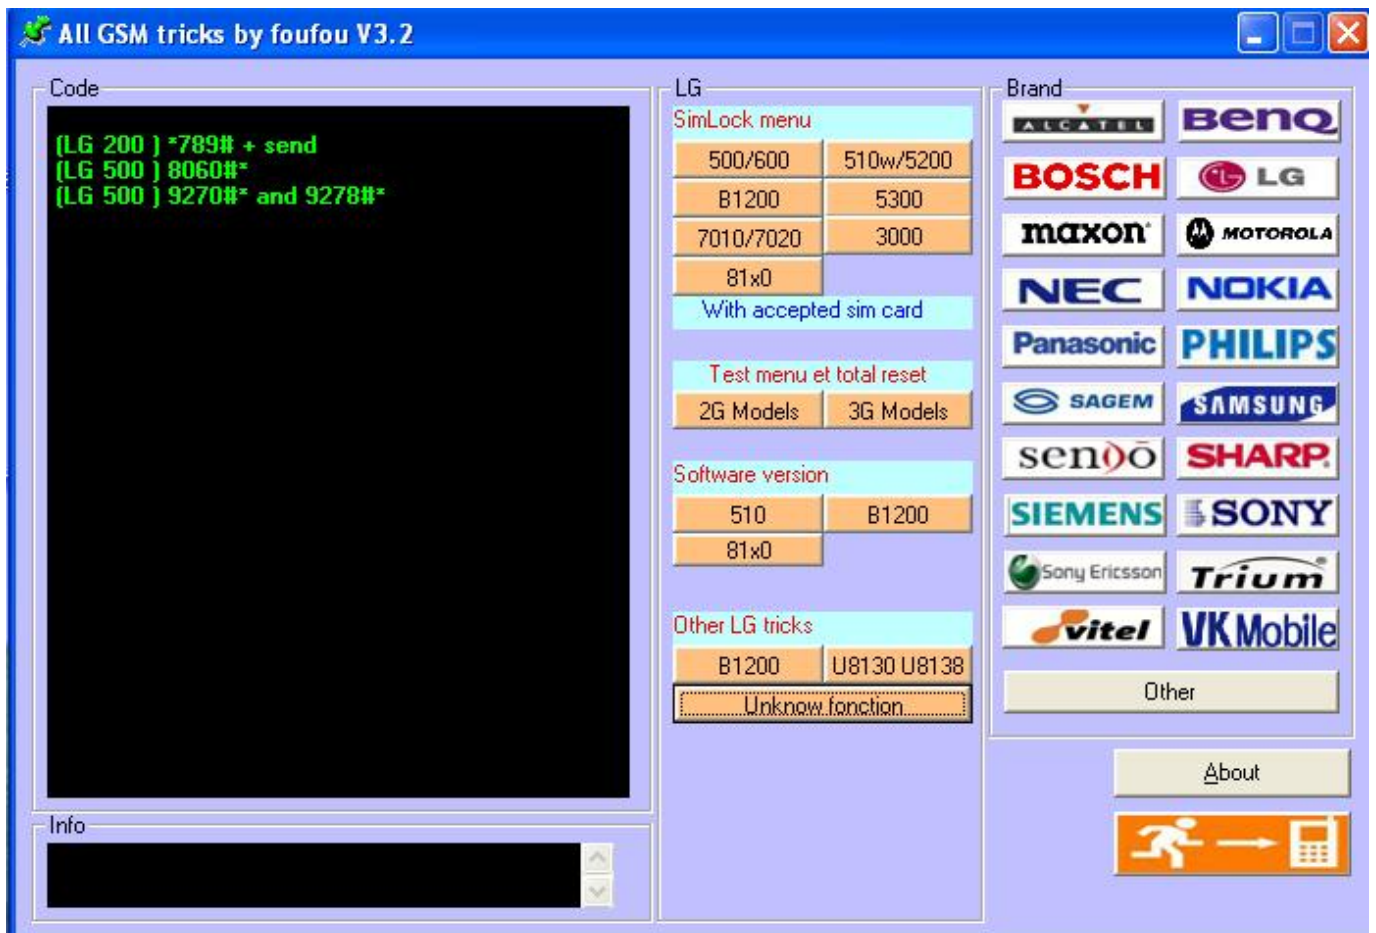 All GSM tricks by foufou V3.2
Code
(LG 200 ) *789# + send
(LG 500 ) 8060#*
(LG 500 ) 9270#* and 9278#*
Info
LG
SimLock menu
500/600 510w/5200
B1200 5300
7010/7020 3000
81x0
With accepted sim card
Test menu et total reset
2G Models 3G Models
Software version
510 B1200
81x0
Other LG tricks
B1200 U8130 U8138
Unknow fonction
Brand
ALCATEL BenQ
BOSCH LG
maxon MOTOROLA
NEC NOKIA
Panasonic PHILIPS
SAGEM SAMSUNG
sendo SHARP
SIEMENS SONY
Sony Ericsson Trium
vitel VK Mobile
Other
About